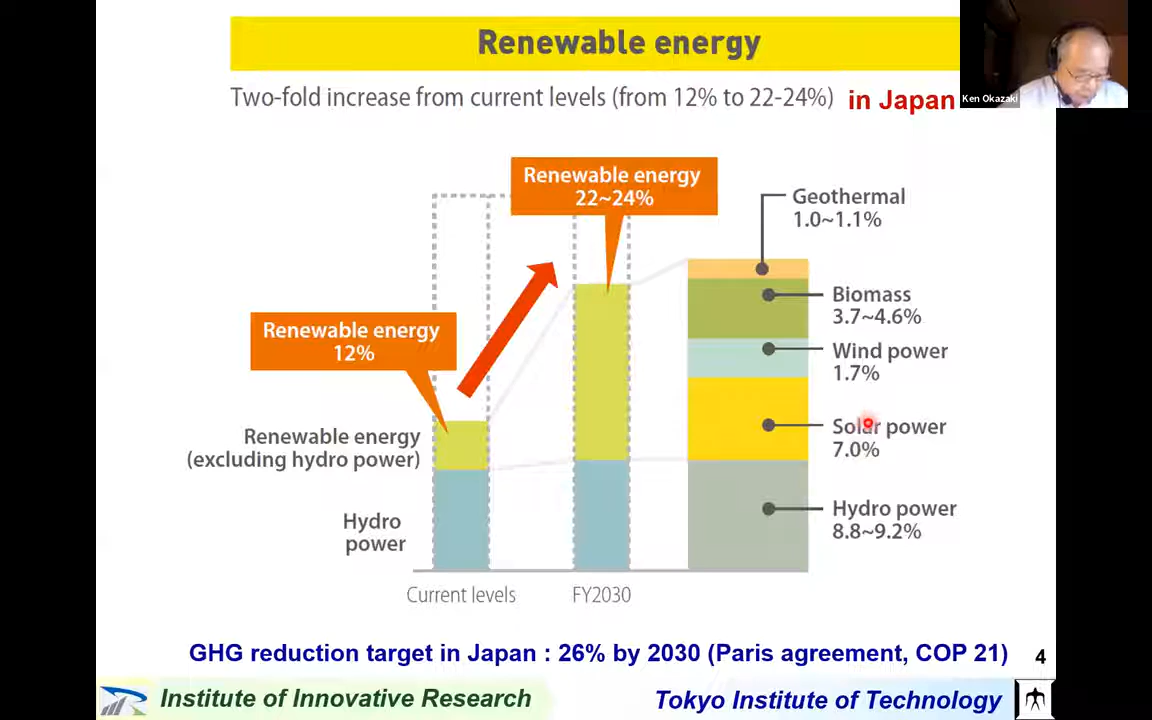 Renewable energy
Two-fold increase from current levels (from 12% to 22-24%) in Japan
Ken Okazaki
Renewable energy
22~24%
Geothermal
1.0~1.1%
Biomass
3.7~4.6%
Renewable energy
12%
Wind power
1.7%
Renewable energy
(excluding hydro power)
Solar power
7.0%
Hydro
power
Hydro power
8.8~9.2%
Current levels
FY2030
GHG reduction target in Japan : 26% by 2030 (Paris agreement, COP 21)
4
Institute of Innovative Research
Tokyo Institute of Technology